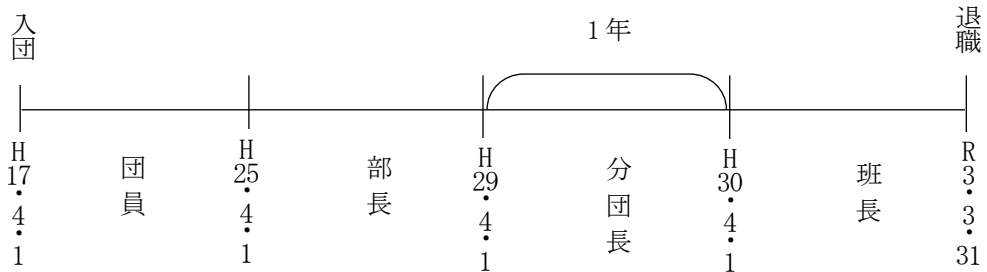 入団
1年
退職
H17・4・1
団員
H25・4・1
部長
H29・4・1
分団長
H30・4・1
班長
R3・3・31